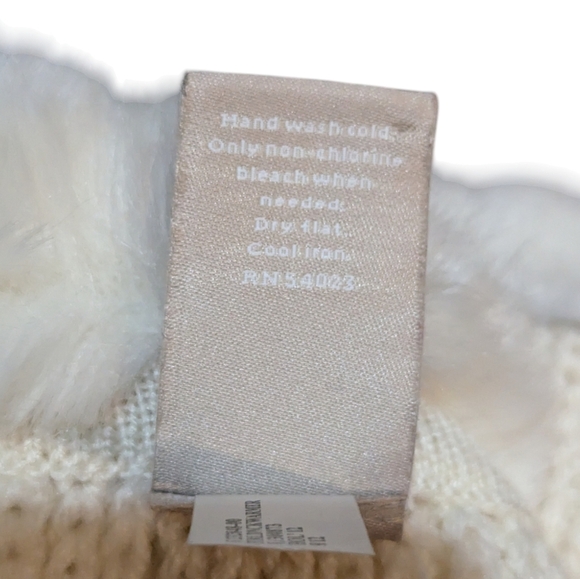 Hand wash cold.
Only non-chlorine
bleach when
needed.
Dry flat.
Cool iron.
RN 54023